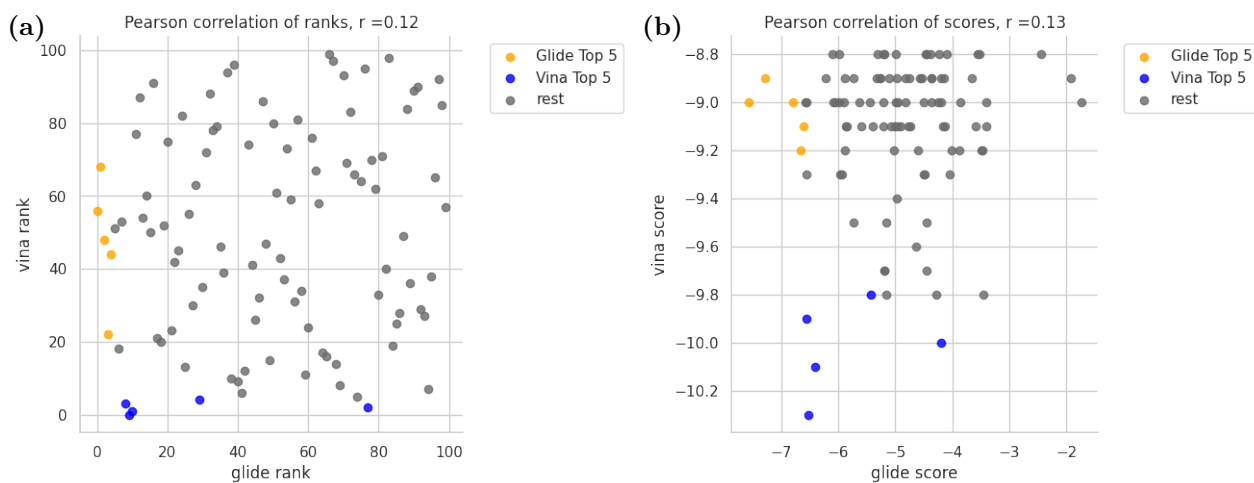 (a)
Pearson correlation of ranks, r =0.12
100
80
60
40
20
0
vina rank
0 20 40 60 80 100
glide rank
Glide Top 5
Vina Top 5
rest
(b)
Pearson correlation of scores, r =0.13
−8.8
−9.0
−9.2
−9.4
−9.6
−9.8
−10.0
−10.2
vina score
−7 −6 −5 −4 −3 −2
glide score
Glide Top 5
Vina Top 5
rest